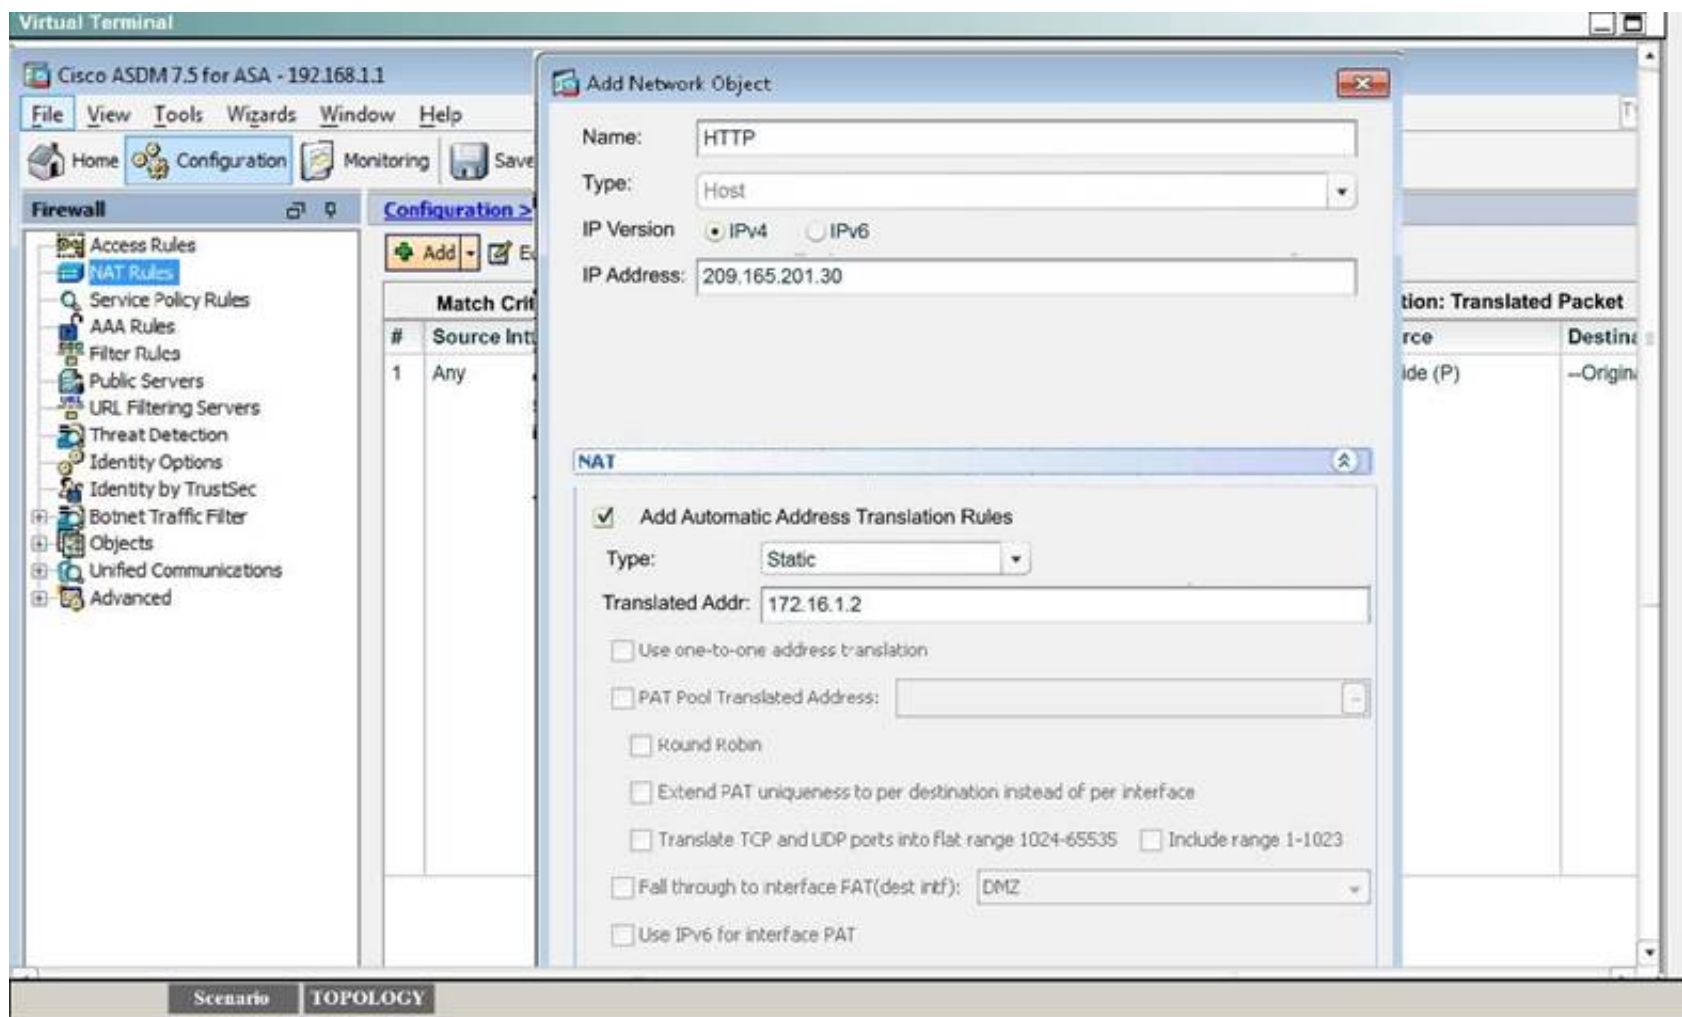 Virtual Terminal
Cisco ASDM 7.5 for ASA - 192.168.1.1
File View Tools Wizards Window Help
Home Configuration Monitoring Save
Firewall
Access Rules
NAT Rules
Service Policy Rules
AAA Rules
Filter Rules
Public Servers
URL Filtering Servers
Threat Detection
Identity Options
Identity by TrustSec
Botnet Traffic Filter
Objects
Unified Communications
Advanced
Configuration >
Add
Match Crit
# Source Int
1 Any
Add Network Object
Name: HTTP
Type: Host
IP Version IPv4 IPv6
IP Address: 209.165.201.30
NAT
Add Automatic Address Translation Rules
Type: Static
Translated Addr: 172.16.1.2
Use one-to-one address translation
PAT Pool Translated Address:
Round Robin
Extend PAT uniqueness to per destination instead of per interface
Translate TCP and UDP ports into flat range 1024-65535 Include range 1-1023
Fall through to interface PAT(dest intf): DMZ
Use IPv6 for interface PAT
tion: Translated Packet
rce Destina
ide (P) --Origina
Scenario TOPOLOGY